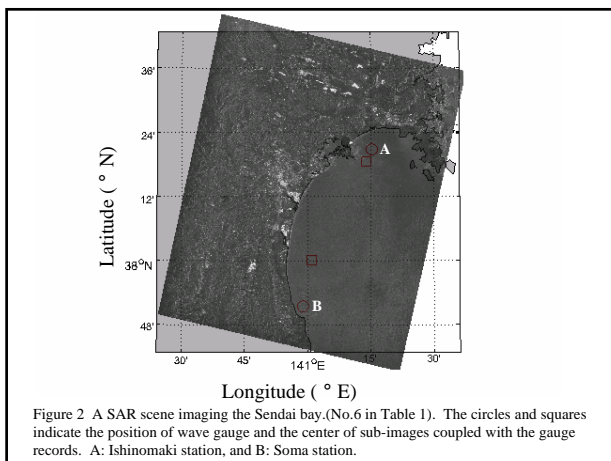 36'
24'
A
12'
Latitude ( ° N)
38°N
B
48'
30'
45'
141°E
15'
30'
Longitude ( ° E)
Figure 2 A SAR scene imaging the Sendai bay.(No.6 in Table 1). The circles and squares
indicate the position of wave gauge and the center of sub-images coupled with the gauge
records. A: Ishinomaki station, and B: Soma station.